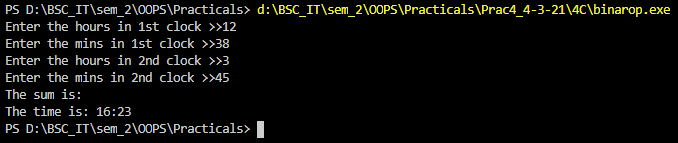 PS D:\BSC_IT\sem_2\OOPS\Practicals> d:\BSC_IT\sem_2\OOPS\Practicals\Prac4_4-3-21\4C\binarop.exe
Enter the hours in 1st clock >>12
Enter the mins in 1st clock >>38
Enter the hours in 2nd clock >>3
Enter the mins in 2nd clock >>45
The sum is:
The time is: 16:23
PS D:\BSC_IT\sem_2\OOPS\Practicals>